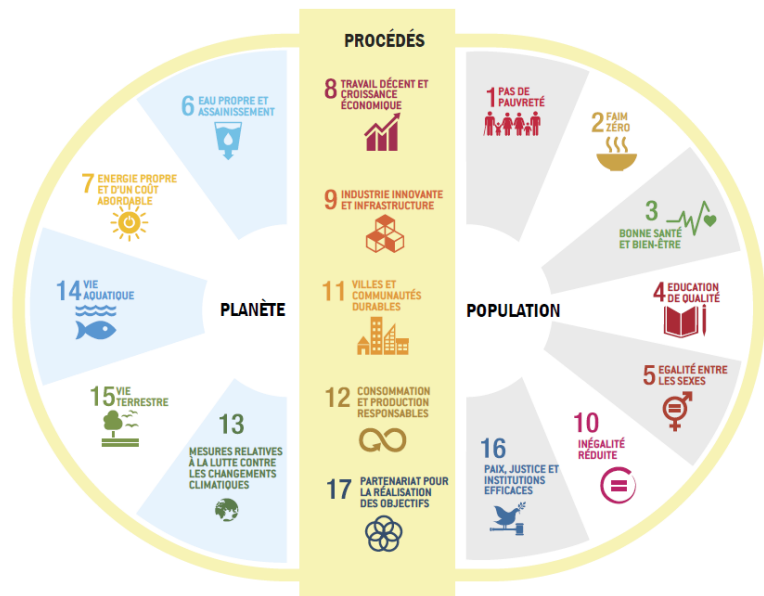 PROCÉDÉS
8 TRAVAIL DÉCENT ET
CROISSANCE
ÉCONOMIQUE
9 INDUSTRIE INNOVANTE
ET INFRASTRUCTURE
11 VILLES ET
COMMUNAUTÉS
DURABLES
12 CONSOMMATION
ET PRODUCTION
RESPONSABLES
17 PARTENARIAT POUR
LA RÉALISATION
DES OBJECTIFS
PLANÈTE
6 EAU PROPRE ET
ASSAINISSEMENT
7 ENERGIE PROPRE
ET D'UN COÛT
ABORDABLE
14 VIE
AQUATIQUE
15 VIE
TERRESTRE
13
MESURES RELATIVES
À LA LUTTE CONTRE
LES CHANGEMENTS
CLIMATIQUES
POPULATION
1 PAS DE
PAUVRETÉ
2 FAIM
ZÉRO
3
BONNE SANTÉ
ET BIEN-ÊTRE
4 EDUCATION
DE QUALITÉ
5 EGALITÉ ENTRE
LES SEXES
10
INÉGALITÉ
RÉDUITE
16
PAIX, JUSTICE ET
INSTITUTIONS
EFFICACES